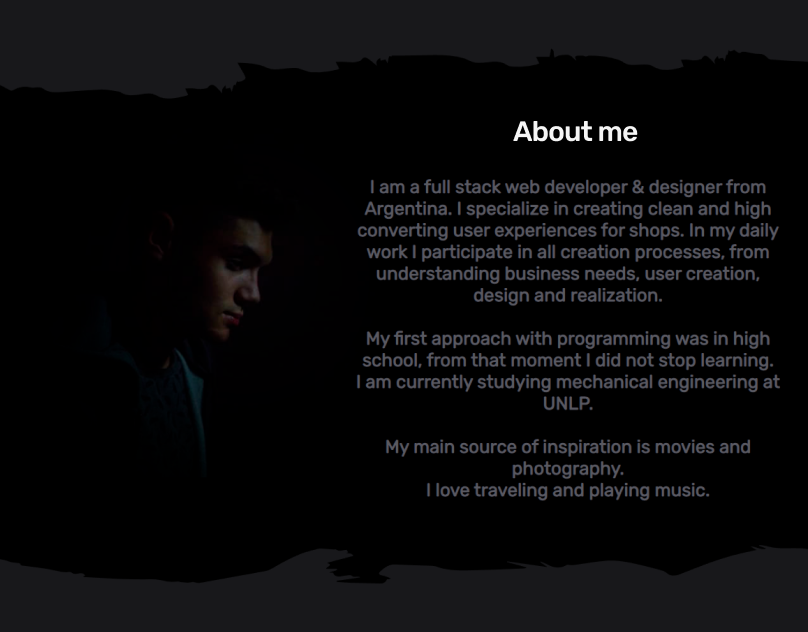 About me
I am a full stack web developer & designer from
Argentina. I specialize in creating clean and high
converting user experiences for shops. In my daily
work I participate in all creation processes, from
understanding business needs, user creation,
design and realization.
My first approach with programming was in high
school, from that moment I did not stop learning.
I am currently studying mechanical engineering at
UNLP.
My main source of inspiration is movies and
photography.
I love traveling and playing music.